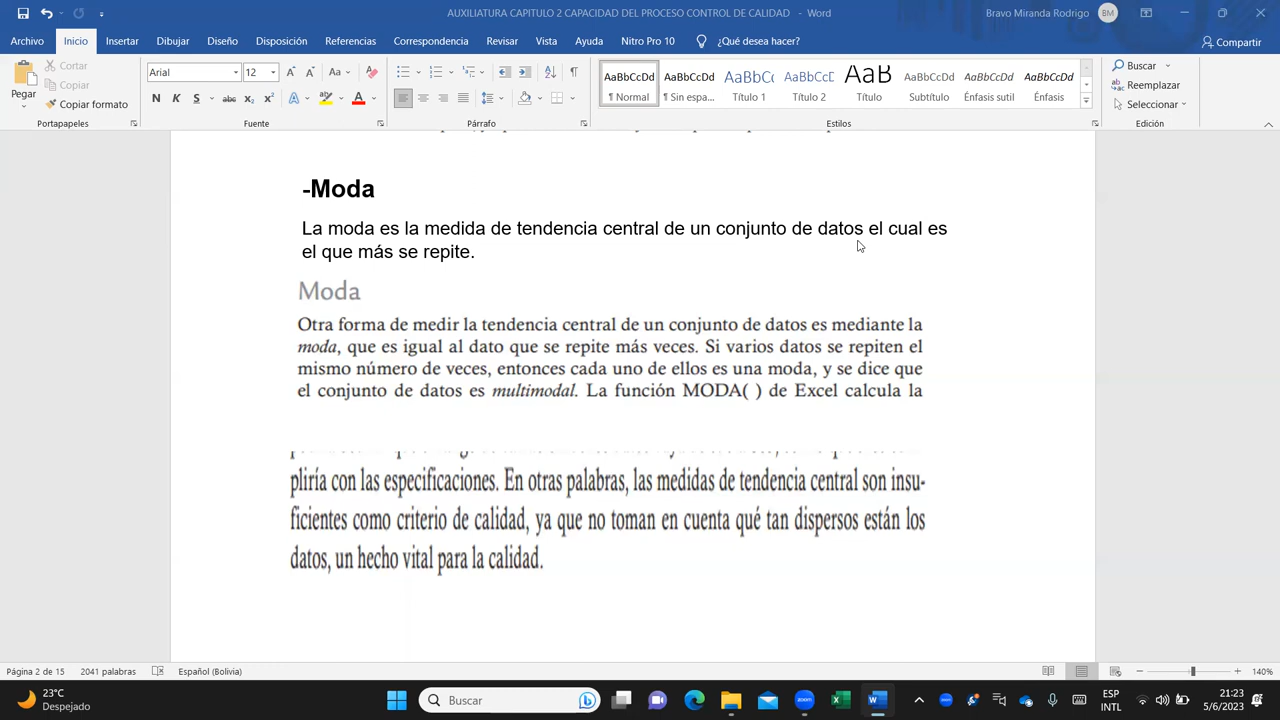 AUXILIATURA CAPITULO 2 CAPACIDAD DEL PROCESO CONTROL DE CALIDAD - Word
Bravo Miranda Rodrigo
BM
Archivo Inicio Insertar Dibujar Diseño Disposición Referencias Correspondencia Revisar Vista Ayuda Nitro Pro 10 ¿Qué desea hacer? Compartir
Pegar
Cortar
Copiar
Copiar formato
Portapapeles
Arial 12
Aa
N K S abc x₂ x²
Fuente
Párrafo
AaBbCcDd AaBbCcDd AaBbCc AaBbCcD AaB AaBbCcDd AaBbCcDd AaBbCcDd
¶ Normal ¶ Sin espa... Título 1 Título 2 Título Subtítulo Énfasis sutil Énfasis
Estilos
Buscar
Reemplazar
Seleccionar
Edición
-Moda
La moda es la medida de tendencia central de un conjunto de datos el cual es
el que más se repite.
Moda
Otra forma de medir la tendencia central de un conjunto de datos es mediante la
moda, que es igual al dato que se repite más veces. Si varios datos se repiten el
mismo número de veces, entonces cada uno de ellos es una moda, y se dice que
el conjunto de datos es multimodal. La función MODA( ) de Excel calcula la
pliría con las especificaciones. En otras palabras, las medidas de tendencia central son insu-
ficientes como criterio de calidad, ya que no toman en cuenta qué tan dispersos están los
datos, un hecho vital para la calidad.
Página 2 de 15 2041 palabras Español (Bolivia) 140%
23°C
Despejado
Buscar
ESP
INTL
21:23
5/6/2023